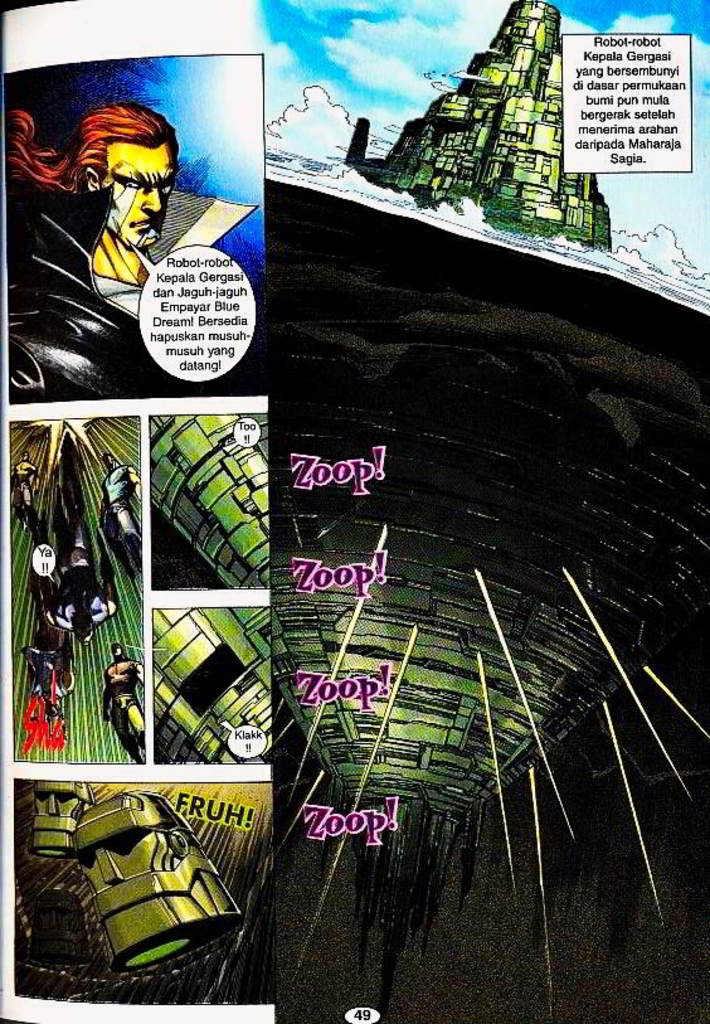 Robot-robot
Kepala Gergasi
yang bersembunyi
di dasar permukaan
bumi pun mula
bergerak setelah
menerima arahan
daripada Maharaja
Sagia.
Robot-robot
Kepala Gergasi
dan Jaguh-jaguh
Empayar Blue
Dream! Bersedia
hapuskan musuh-
musuh yang
datang!
Too
!!
Ya
!!
Klakk
!!
FRUH!
Zoop!
Zoop!
Zoop!
Zoop!
49